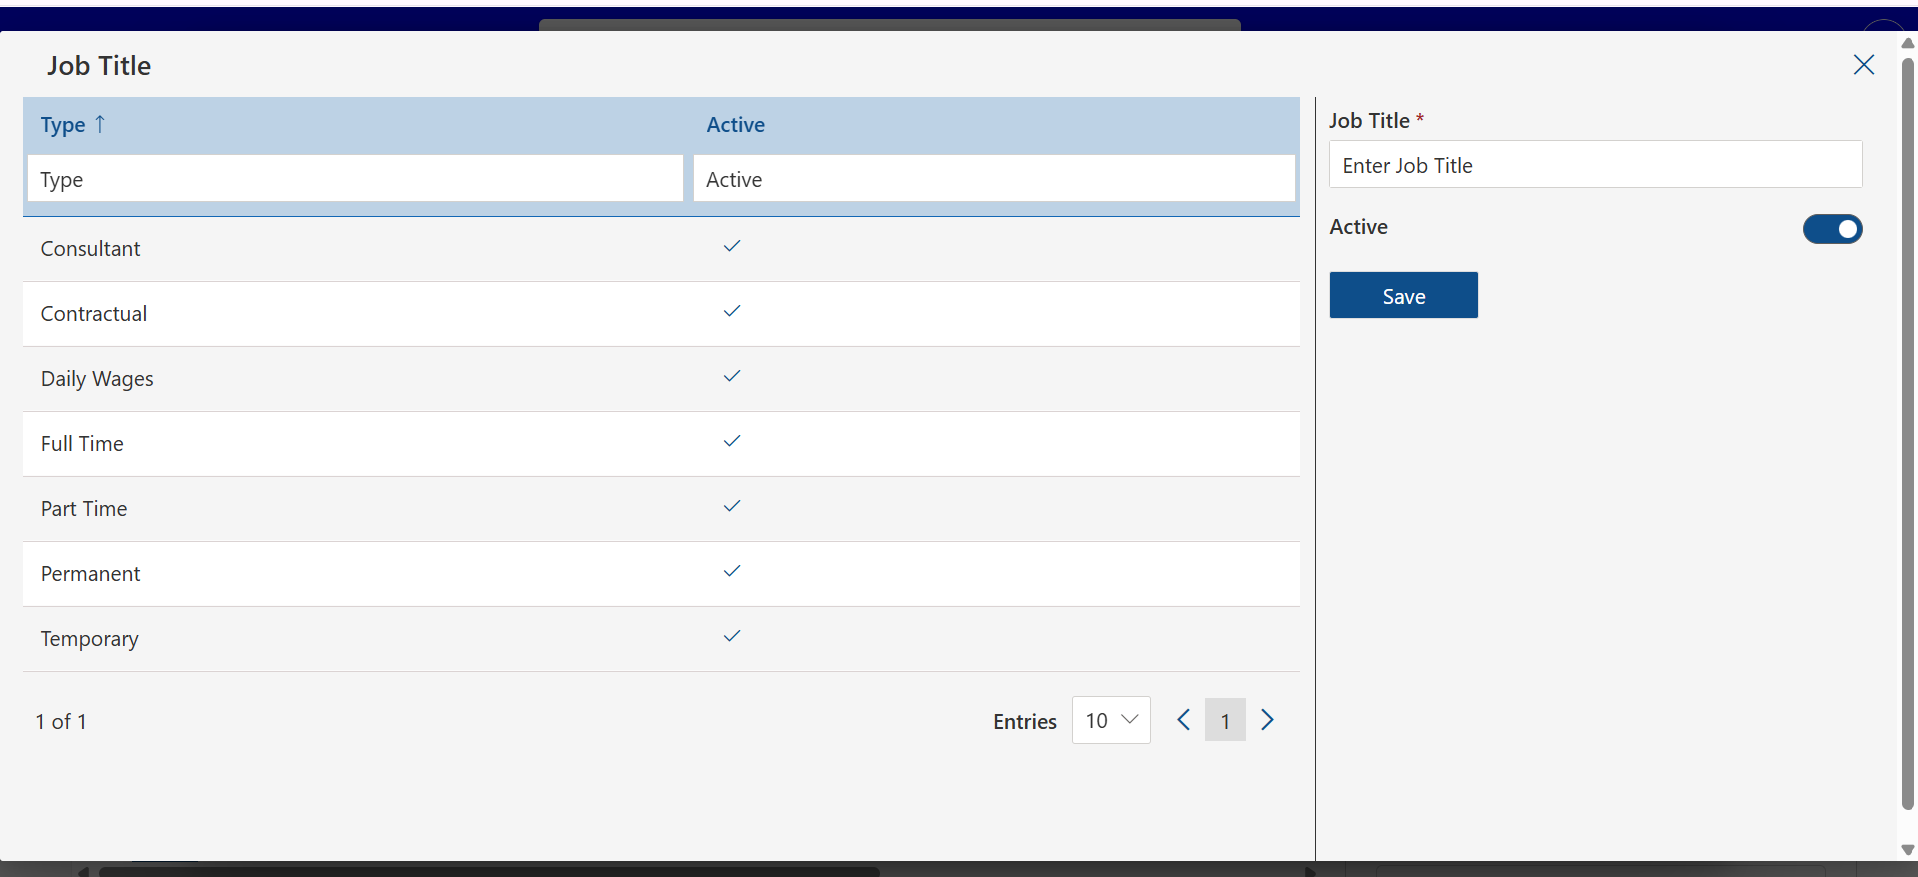 Job Title
Type ↑ Active
Type Active
Consultant
Contractual
Daily Wages
Full Time
Part Time
Permanent
Temporary
1 of 1 Entries 10 1
Job Title *
Enter Job Title
Active
Save